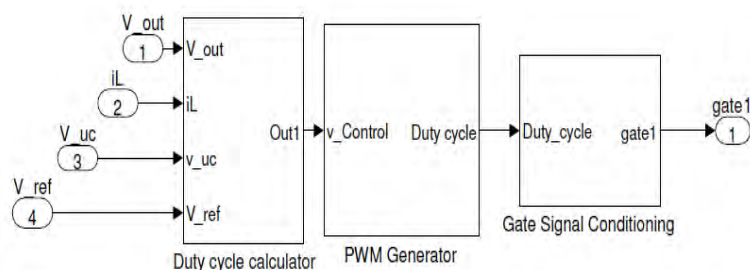 V_out
1
V_out
iL
2
iL
V_uc
3
v_uc
V_ref
4
V_ref
Out1
Duty cycle calculator
v_Control
Duty cycle
PWM Generator
Duty_cycle
gate1
Gate Signal Conditioning
gate1
1